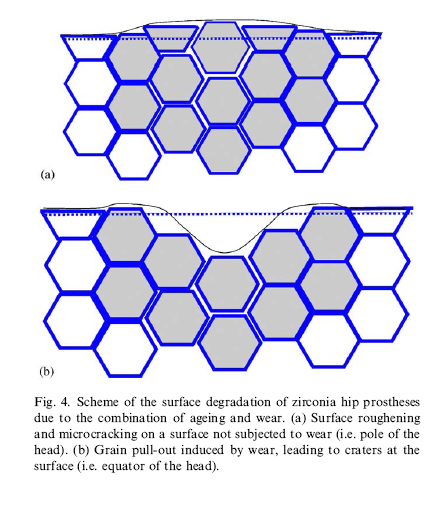 (a)
(b)
Fig. 4. Scheme of the surface degradation of zirconia hip prostheses
due to the combination of ageing and wear. (a) Surface roughening
and microcracking on a surface not subjected to wear (i.e. pole of the
head). (b) Grain pull-out induced by wear, leading to craters at the
surface (i.e. equator of the head).